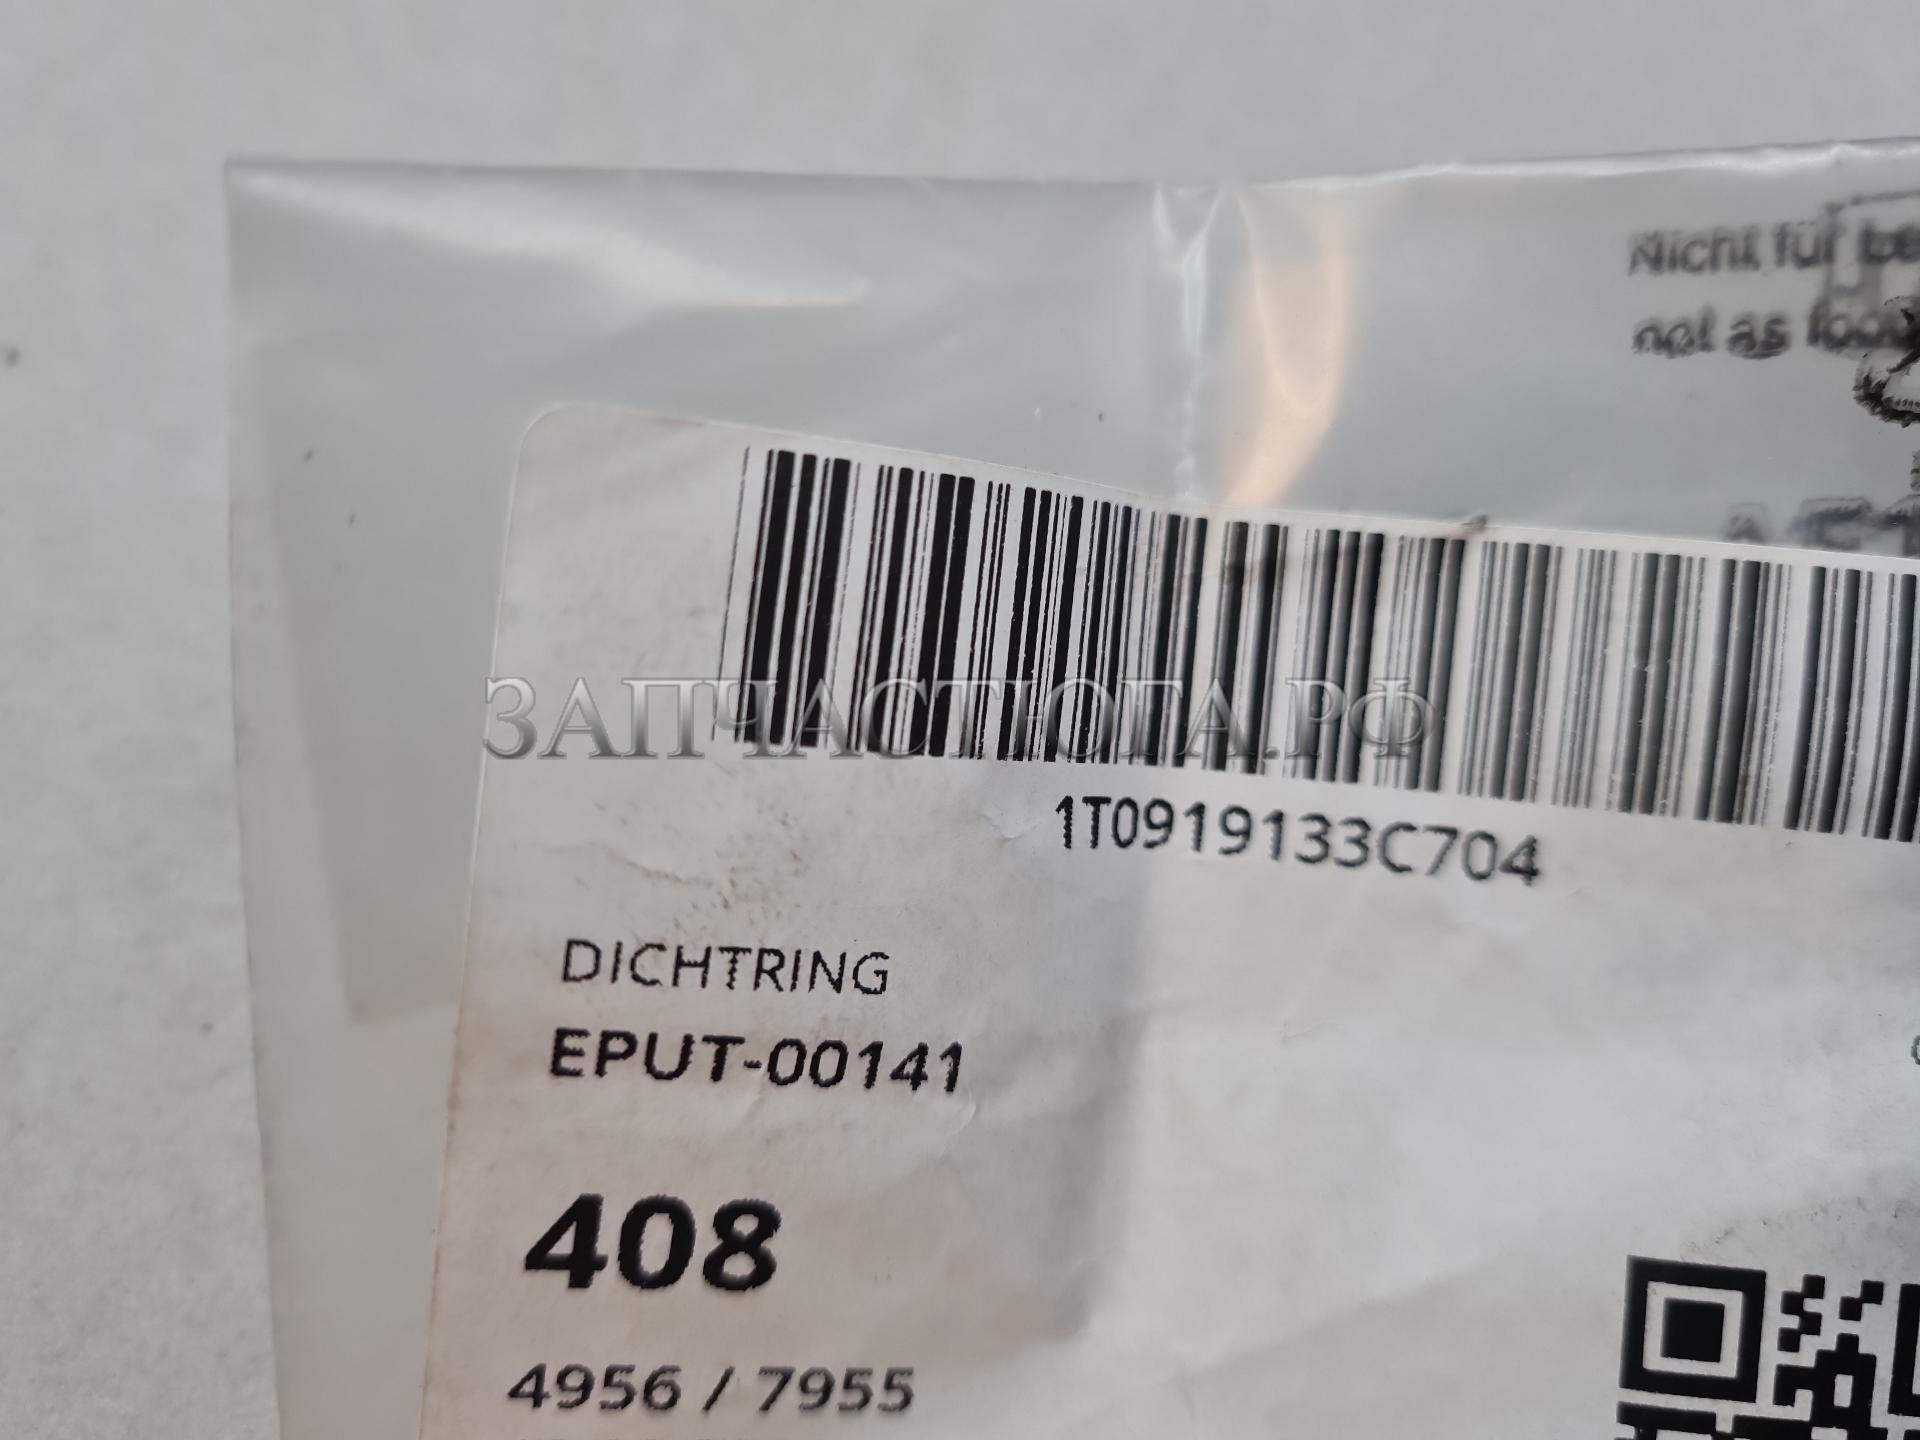 Nicht für
not as
1T0919133C704
ЗАПЧАСТЮГА.РФ
DICHTRING
EPUT-00141
408
4956 / 7955